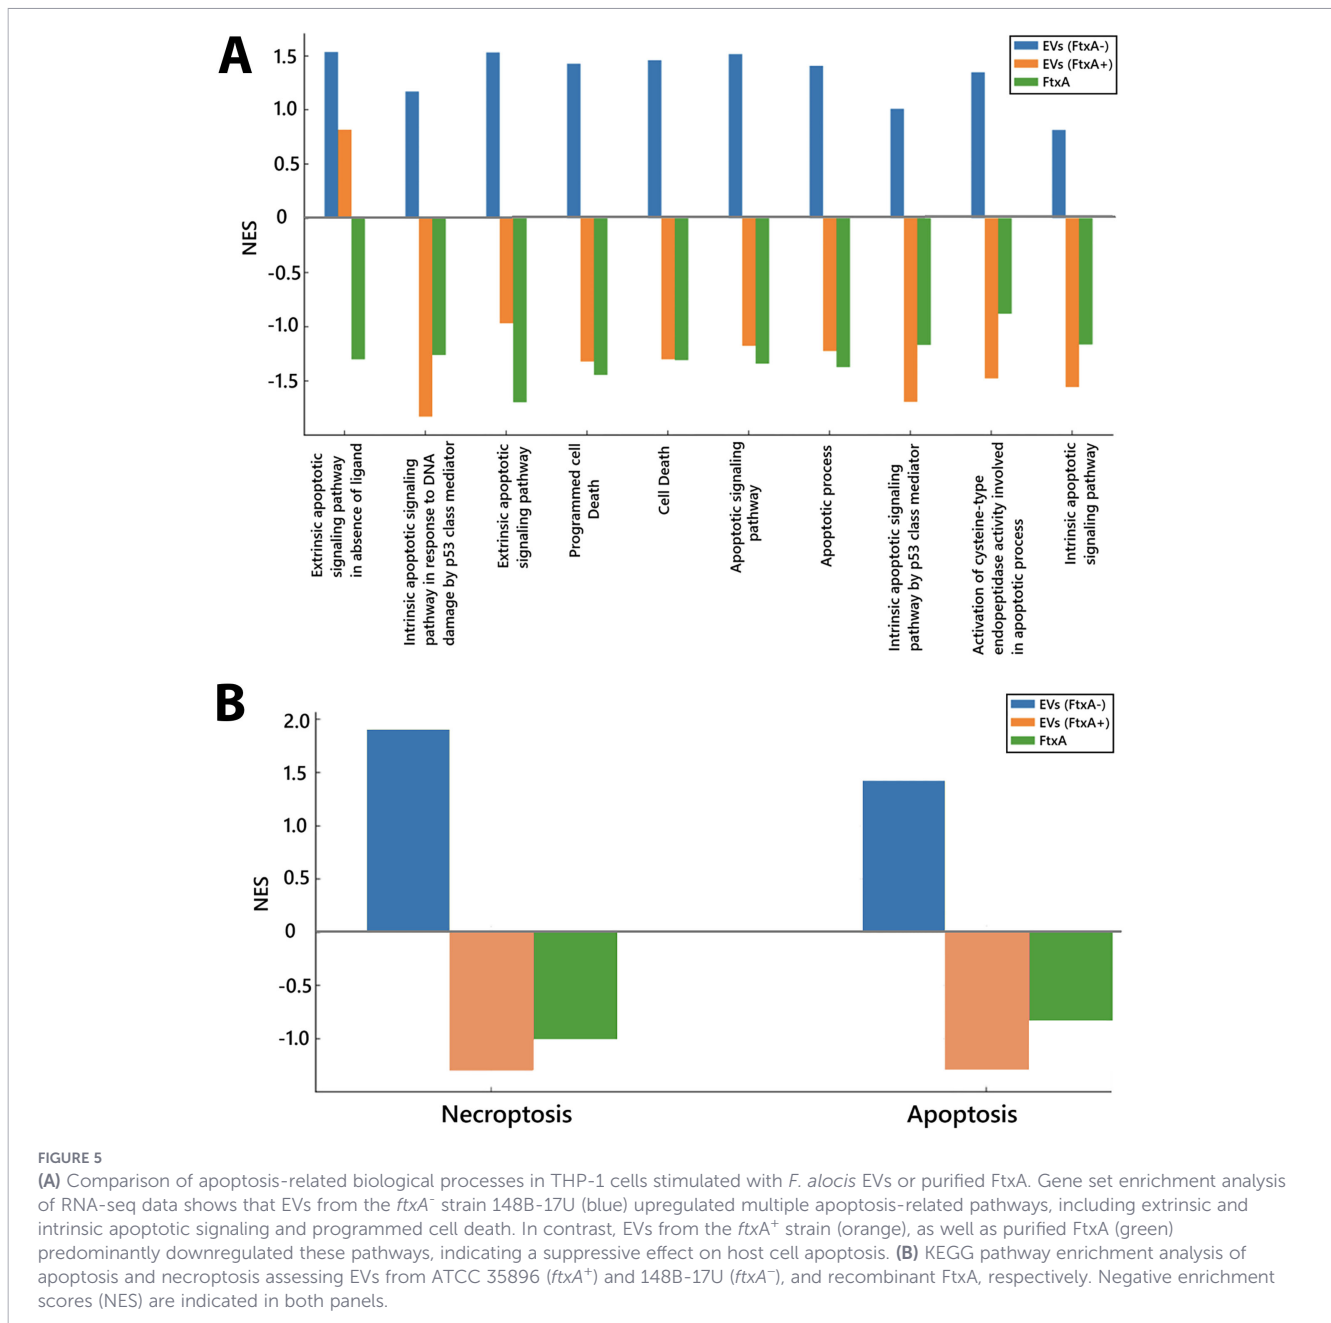 A
EVs (FtxA-)
EVs (FtxA+)
FtxA
1.5
1.0
0.5
0
-0.5
-1.0
-1.5
NES
Extrinsic apoptotic
signaling pathway
in absence of ligand
Intrinsic apoptotic signaling
pathway in response to DNA
damage by p53 class mediator
Extrinsic apoptotic
signaling pathway
Programmed cell
Death
Cell Death
Apoptotic signaling
pathway
Apoptotic process
Intrinsic apoptotic signaling
pathway by p53 class mediator
Activation of cysteine-type
endopeptidase activity involved
in apoptotic process
Intrinsic apoptotic
signaling pathway
B
EVs (FtxA-)
EVs (FtxA+)
FtxA
2.0
1.5
1.0
0.5
0
-0.5
-1.0
NES
Necroptosis
Apoptosis
FIGURE 5
(A) Comparison of apoptosis-related biological processes in THP-1 cells stimulated with F. alocis EVs or purified FtxA. Gene set enrichment analysis
of RNA-seq data shows that EVs from the ftxA⁻ strain 148B-17U (blue) upregulated multiple apoptosis-related pathways, including extrinsic and
intrinsic apoptotic signaling and programmed cell death. In contrast, EVs from the ftxA⁺ strain (orange), as well as purified FtxA (green)
predominantly downregulated these pathways, indicating a suppressive effect on host cell apoptosis. (B) KEGG pathway enrichment analysis of
apoptosis and necroptosis assessing EVs from ATCC 35896 (ftxA⁺) and 148B-17U (ftxA⁻), and recombinant FtxA, respectively. Negative enrichment
scores (NES) are indicated in both panels.